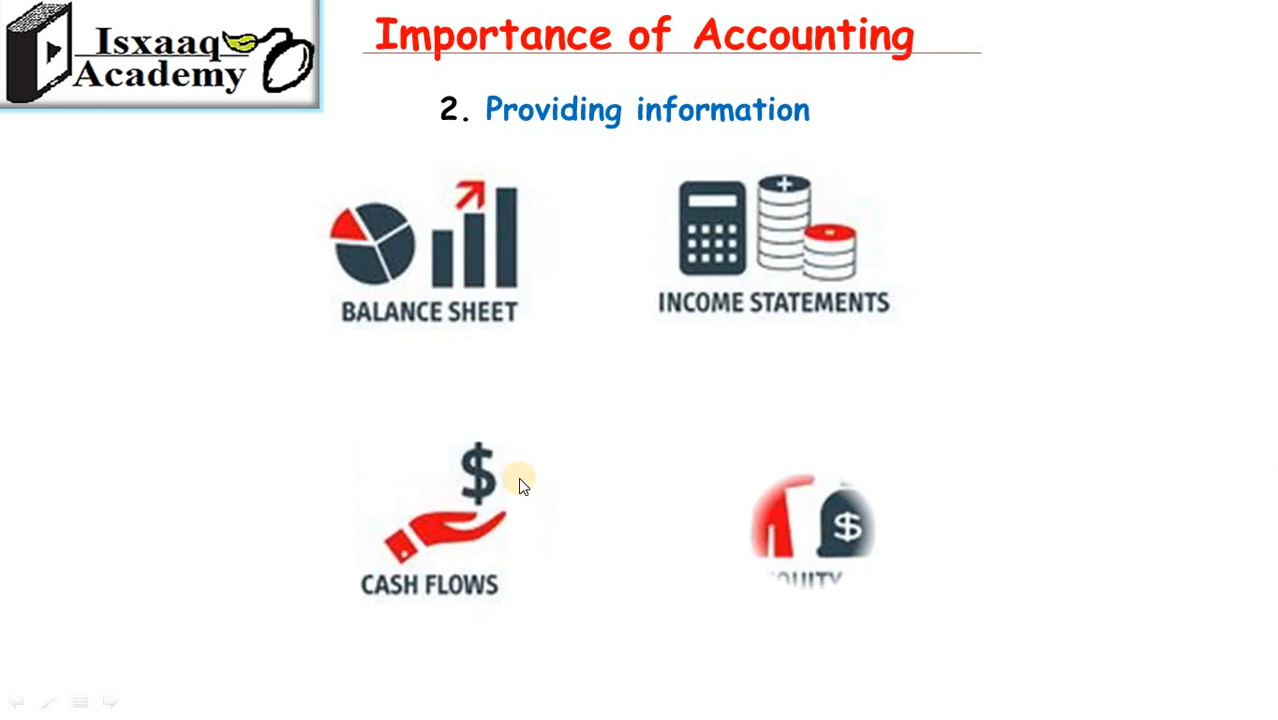 Isxaaq
Academy
Importance of Accounting
2. Providing information
BALANCE SHEET
INCOME STATEMENTS
$
CASH FLOWS
$